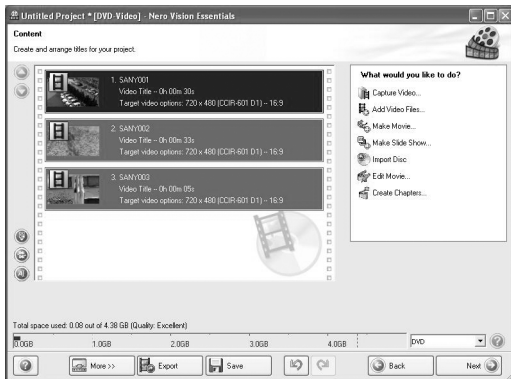 Untitled Project *[DVD-Video] - Nero Vision Essentials
Content
Create and arrange titles for your project.
1. SANY001
Video Title -- 0h 00m 30s
Target video options: 720 x 480 (CCIR-601 D1) -- 16:9
2. SANY002
Video Title -- 0h 00m 33s
Target video options: 720 x 480 (CCIR-601 D1) -- 16:9
3. SANY003
Video Title -- 0h 00m 05s
Target video options: 720 x 480 (CCIR-601 D1) -- 16:9
What would you like to do?
Capture Video...
Add Video Files...
Make Movie...
Make Slide Show...
Import Disc
Edit Movie...
Create Chapters...
Total space used: 0.08 out of 4.38 GB (Quality: Excellent)
0.0GB 1.0GB 2.0GB 3.0GB 4.0GB DVD
More >> Export Save Back Next